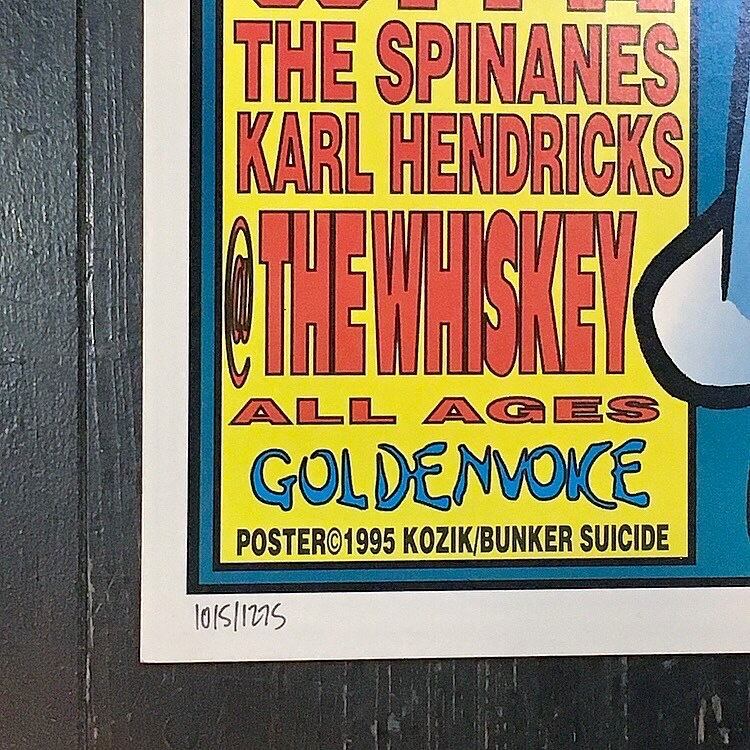 THE SPINANES
KARL HENDRICKS
@ THE WHISKEY
ALL AGES
GOLDENVOICE
POSTER©1995 KOZIK/BUNKER SUICIDE
1015/1275